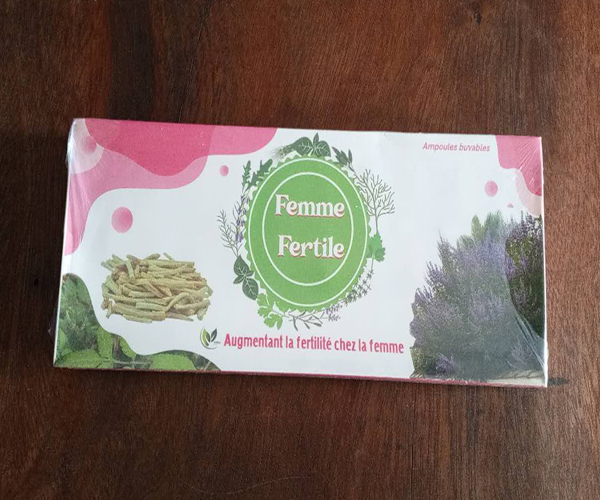 Ampoules buvables
Femme
Fertile
Augmentant la fertilité chez la femme